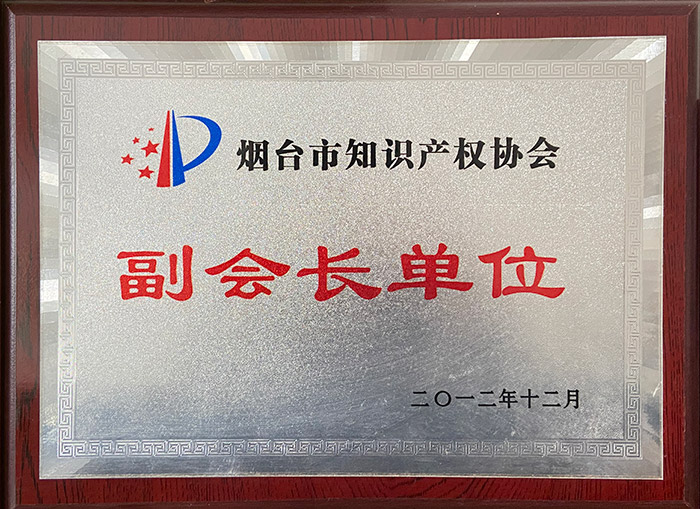 烟台市知识产权协会
副会长单位
二〇一二年十二月